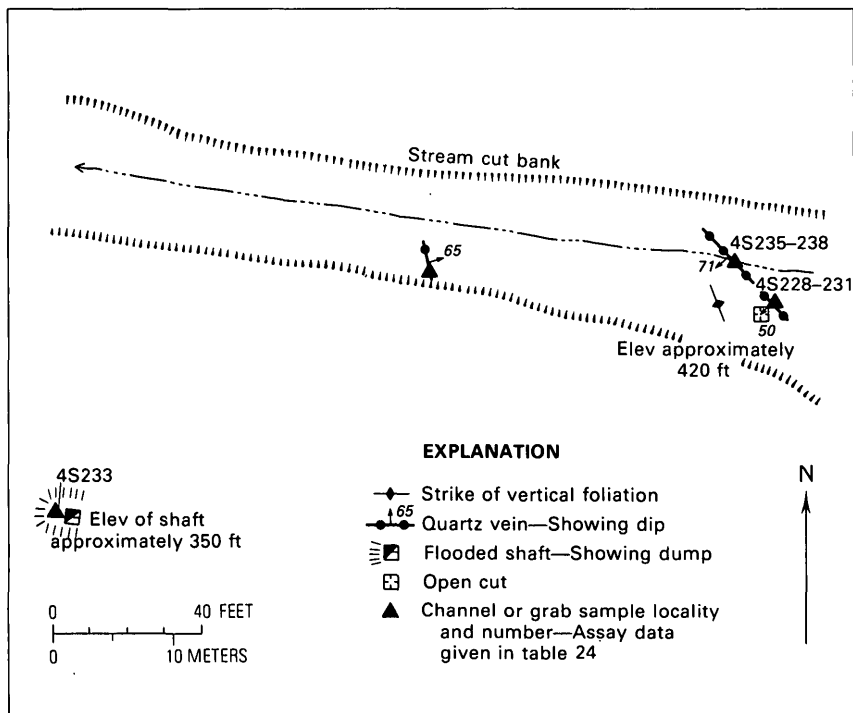 Stream cut bank
65
4S235–238
71
4S228–231
50
Elev approximately
420 ft
4S233
Elev of shaft
approximately 350 ft
EXPLANATION
Strike of vertical foliation
65
Quartz vein—Showing dip
Flooded shaft—Showing dump
Open cut
Channel or grab sample locality
and number—Assay data
given in table 24
N
0 40 FEET
0 10 METERS